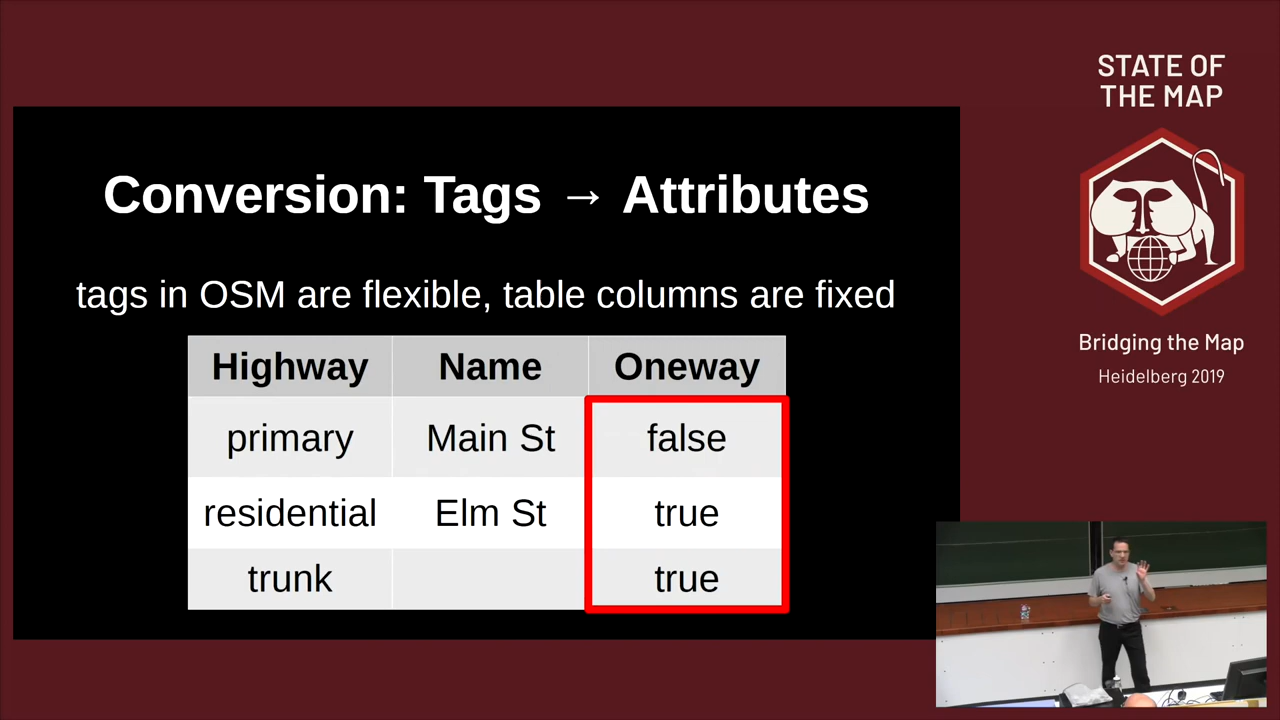 STATE OF
THE MAP
Conversion: Tags → Attributes
tags in OSM are flexible, table columns are fixed
Highway Name Oneway
primary Main St false
residential Elm St true
trunk true
Bridging the Map
Heidelberg 2019